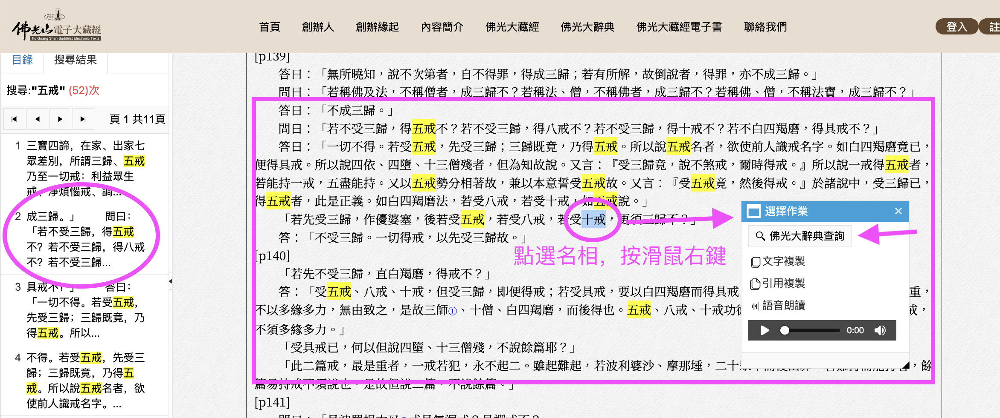 佛光山
F.G.S.
佛光山電子大藏經
Fo Guang Shan Buddhist Electronic Texts
首頁 創辦人 創辦緣起 內容簡介 佛光大藏經 佛光大辭典 佛光大藏經電子書 聯絡我們
登入 註
目錄 搜尋結果
搜尋:"五戒" (52)次
頁 1 共11頁
1 三寶四諦，在家、出家七
眾差別，所謂三歸、五戒
乃至一切戒：利益眾生
戒、淨煩惱戒、調...
2 成三歸。」 問曰：
「若不受三歸，得五戒
不？若不受三歸，得八戒
不？若不受三歸...
3 具戒不？」 答曰：
「一切不得。若受五戒，
先受三歸；三歸既竟，乃
得五戒。所以...
4 不得。若受五戒，先受三
歸；三歸既竟，乃得五
戒。所以說五戒名者，欲
使前人識戒名字。...
[p139]
答曰：「無所曉知，說不次第者，自不得罪，得成三歸；若有所解，故倒說者，得罪，亦不成三歸。」
問曰：「若稱佛及法，不稱僧者，成三歸不？若稱法、僧，不稱佛者，成三歸不？若稱佛、僧，不稱法寶，成三歸不？」
答曰：「不成三歸。」
問曰：「若不受三歸，得五戒不？若不受三歸，得八戒不？若不受三歸，得十戒不？若不白四羯磨，得具戒不？」
答曰：「一切不得。若受五戒，先受三歸；三歸既竟，乃得五戒。所以說五戒名者，欲使前人識戒名字。如白四羯磨竟已，
便得具戒。所以說四依、四墮、十三僧殘者，但為知故說。又言：『受三歸竟，說不煞戒，爾時得戒。』所以說一戒得五戒者，
若能持一戒，五盡能持。又以五戒勢分相著故，兼以本意誓受五戒故。又言：『受五戒竟，然後得戒。』於諸說中，受三歸已，
得五戒者，此是正義。如白四羯磨法，若受八戒，若受十戒，如五戒說。」
「若先受三歸，作優婆塞，後若受五戒，若受八戒，若受十戒，更須三歸不？」
答：「不受三歸。一切得戒，以先受三歸故。」
點選名相，按滑鼠右鍵
[p140]
「若先不受三歸，直白羯磨，得戒不？」
答：「受五戒、八戒、十戒，但受三歸，即便得戒；若受具戒，要以白四羯磨而得具戒 重，
不以多緣多力，無由致之，是故三師①、十僧、白四羯磨，而後得也。五戒、八戒、十戒功 戒，
不須多緣多力。」
「受具戒已，何以但說四墮、十三僧殘，不說餘篇耶？」
「此二篇戒，最是重者，一戒若犯，永不起二。雖起難起，若波利婆沙、摩那埵，二十 ，餘
篇易持戒不須說也，是故但說二篇，不說餘篇。」
[p141]
選擇作業 ×
佛光大辭典查詢
文字複製
引用複製
語音朗讀
0:00